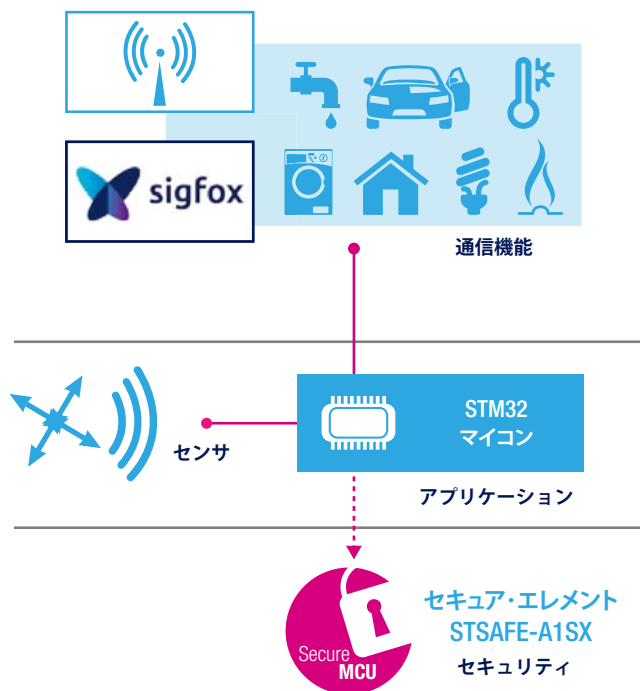 sigfox
通信機能
センサ
STM32
マイコン
アプリケーション
Secure
MCU
セキュア・エレメント
STSAFE-A1SX
セキュリティ